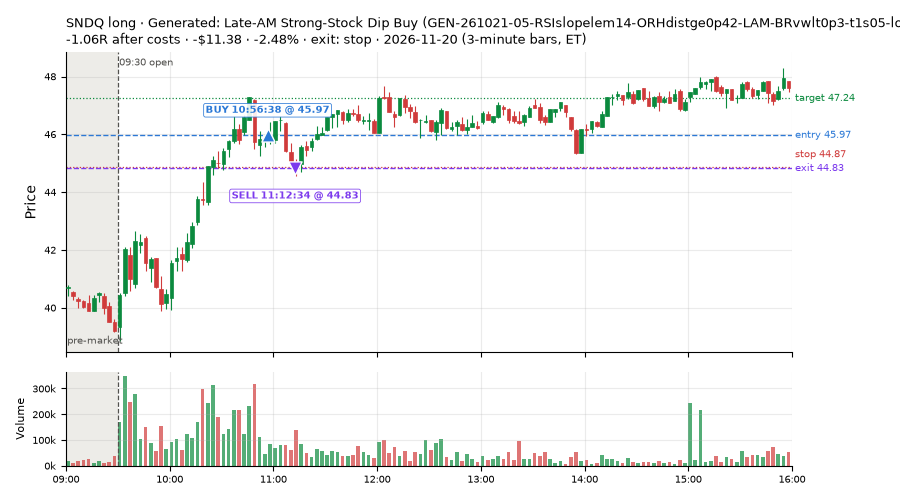 SNDQ long · Generated: Late-AM Strong-Stock Dip Buy (GEN-261021-05-RSIslopelem14-ORHdistge0p42-LAM-BRvwlt0p3-t1s05-lc
-1.06R after costs · -$11.38 · -2.48% · exit: stop · 2026-11-20 (3-minute bars, ET)
09:30 open
48
46
44
42
40
Price
BUY 10:56:38 @ 45.97
SELL 11:12:34 @ 44.83
target 47.24
entry 45.97
stop 44.87
exit 44.83
pre-market
Volume
300k
200k
100k
0k
09:00
10:00
11:00
12:00
13:00
14:00
15:00
16:00